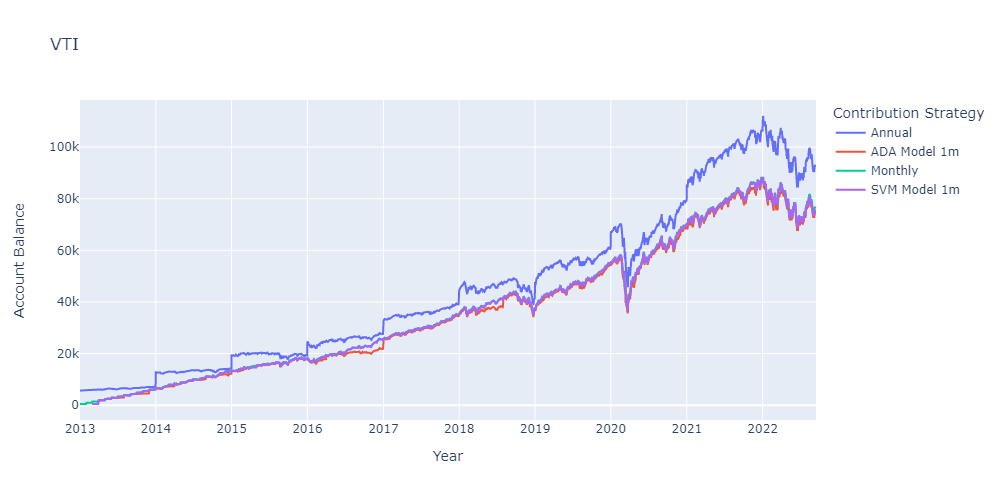 VTI
Contribution Strategy
Annual
ADA Model 1m
Monthly
SVM Model 1m
Account Balance
100k
80k
60k
40k
20k
0
2013 2014 2015 2016 2017 2018 2019 2020 2021 2022
Year